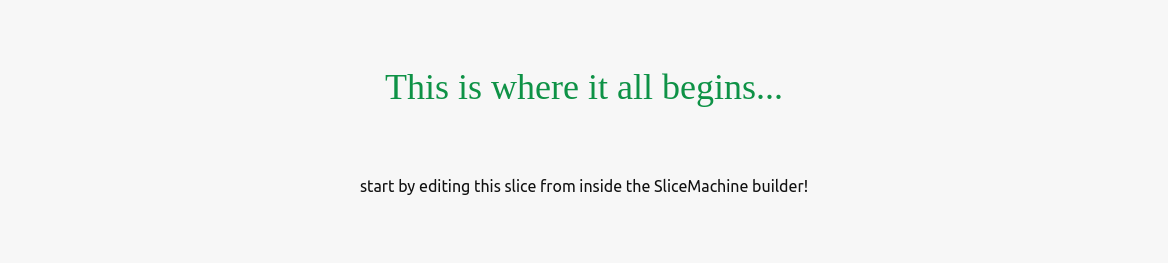 This is where it all begins...
start by editing this slice from inside the SliceMachine builder!